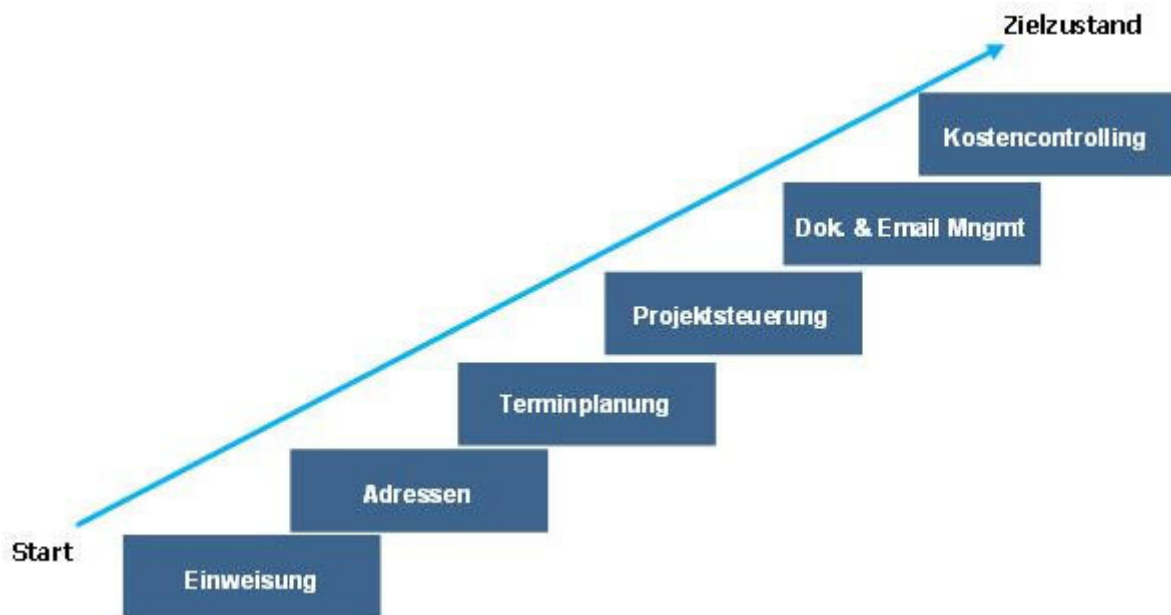 Zielzustand
Kostencontrolling
Dok. & Email Mngmt
Projektsteuerung
Terminplanung
Adressen
Start
Einweisung